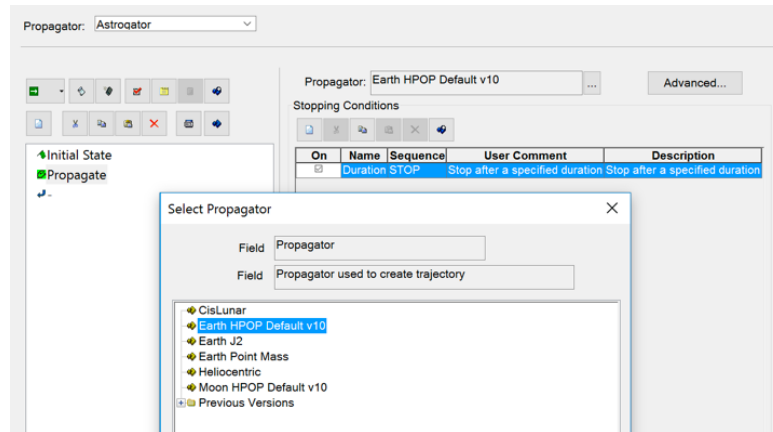 Propagator: Astrogator
Propagator: Earth HPOP Default v10 ... Advanced...
Stopping Conditions
On Name Sequence User Comment Description
Duration STOP Stop after a specified duration Stop after a specified duration
Initial State
Propagate
-
Select Propagator
Field Propagator
Field Propagator used to create trajectory
CisLunar
Earth HPOP Default v10
Earth J2
Earth Point Mass
Heliocentric
Moon HPOP Default v10
Previous Versions